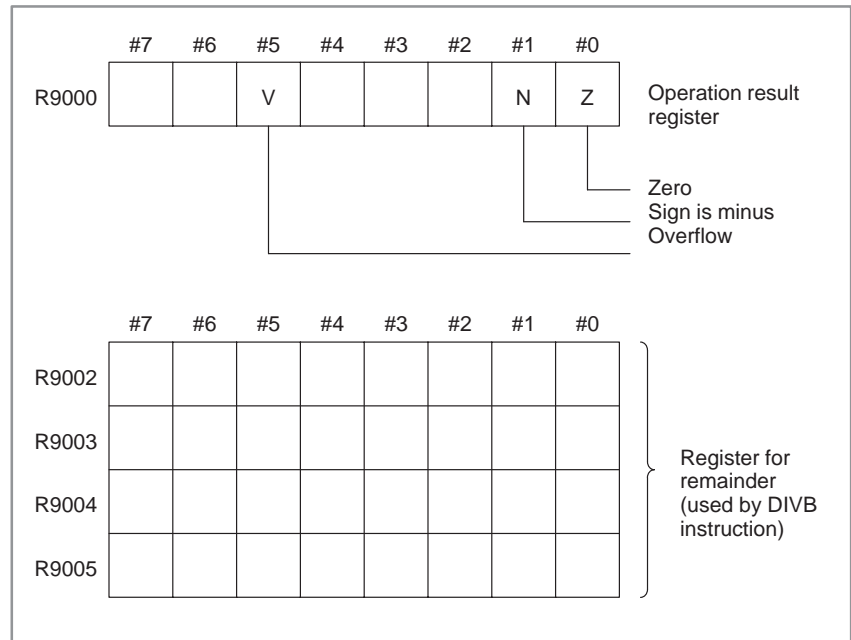 #7 #6 #5 #4 #3 #2 #1 #0
R9000 V N Z
Operation result
register
Zero
Sign is minus
Overflow
#7 #6 #5 #4 #3 #2 #1 #0
R9002
R9003
R9004
R9005
Register for
remainder
(used by DIVB
instruction)